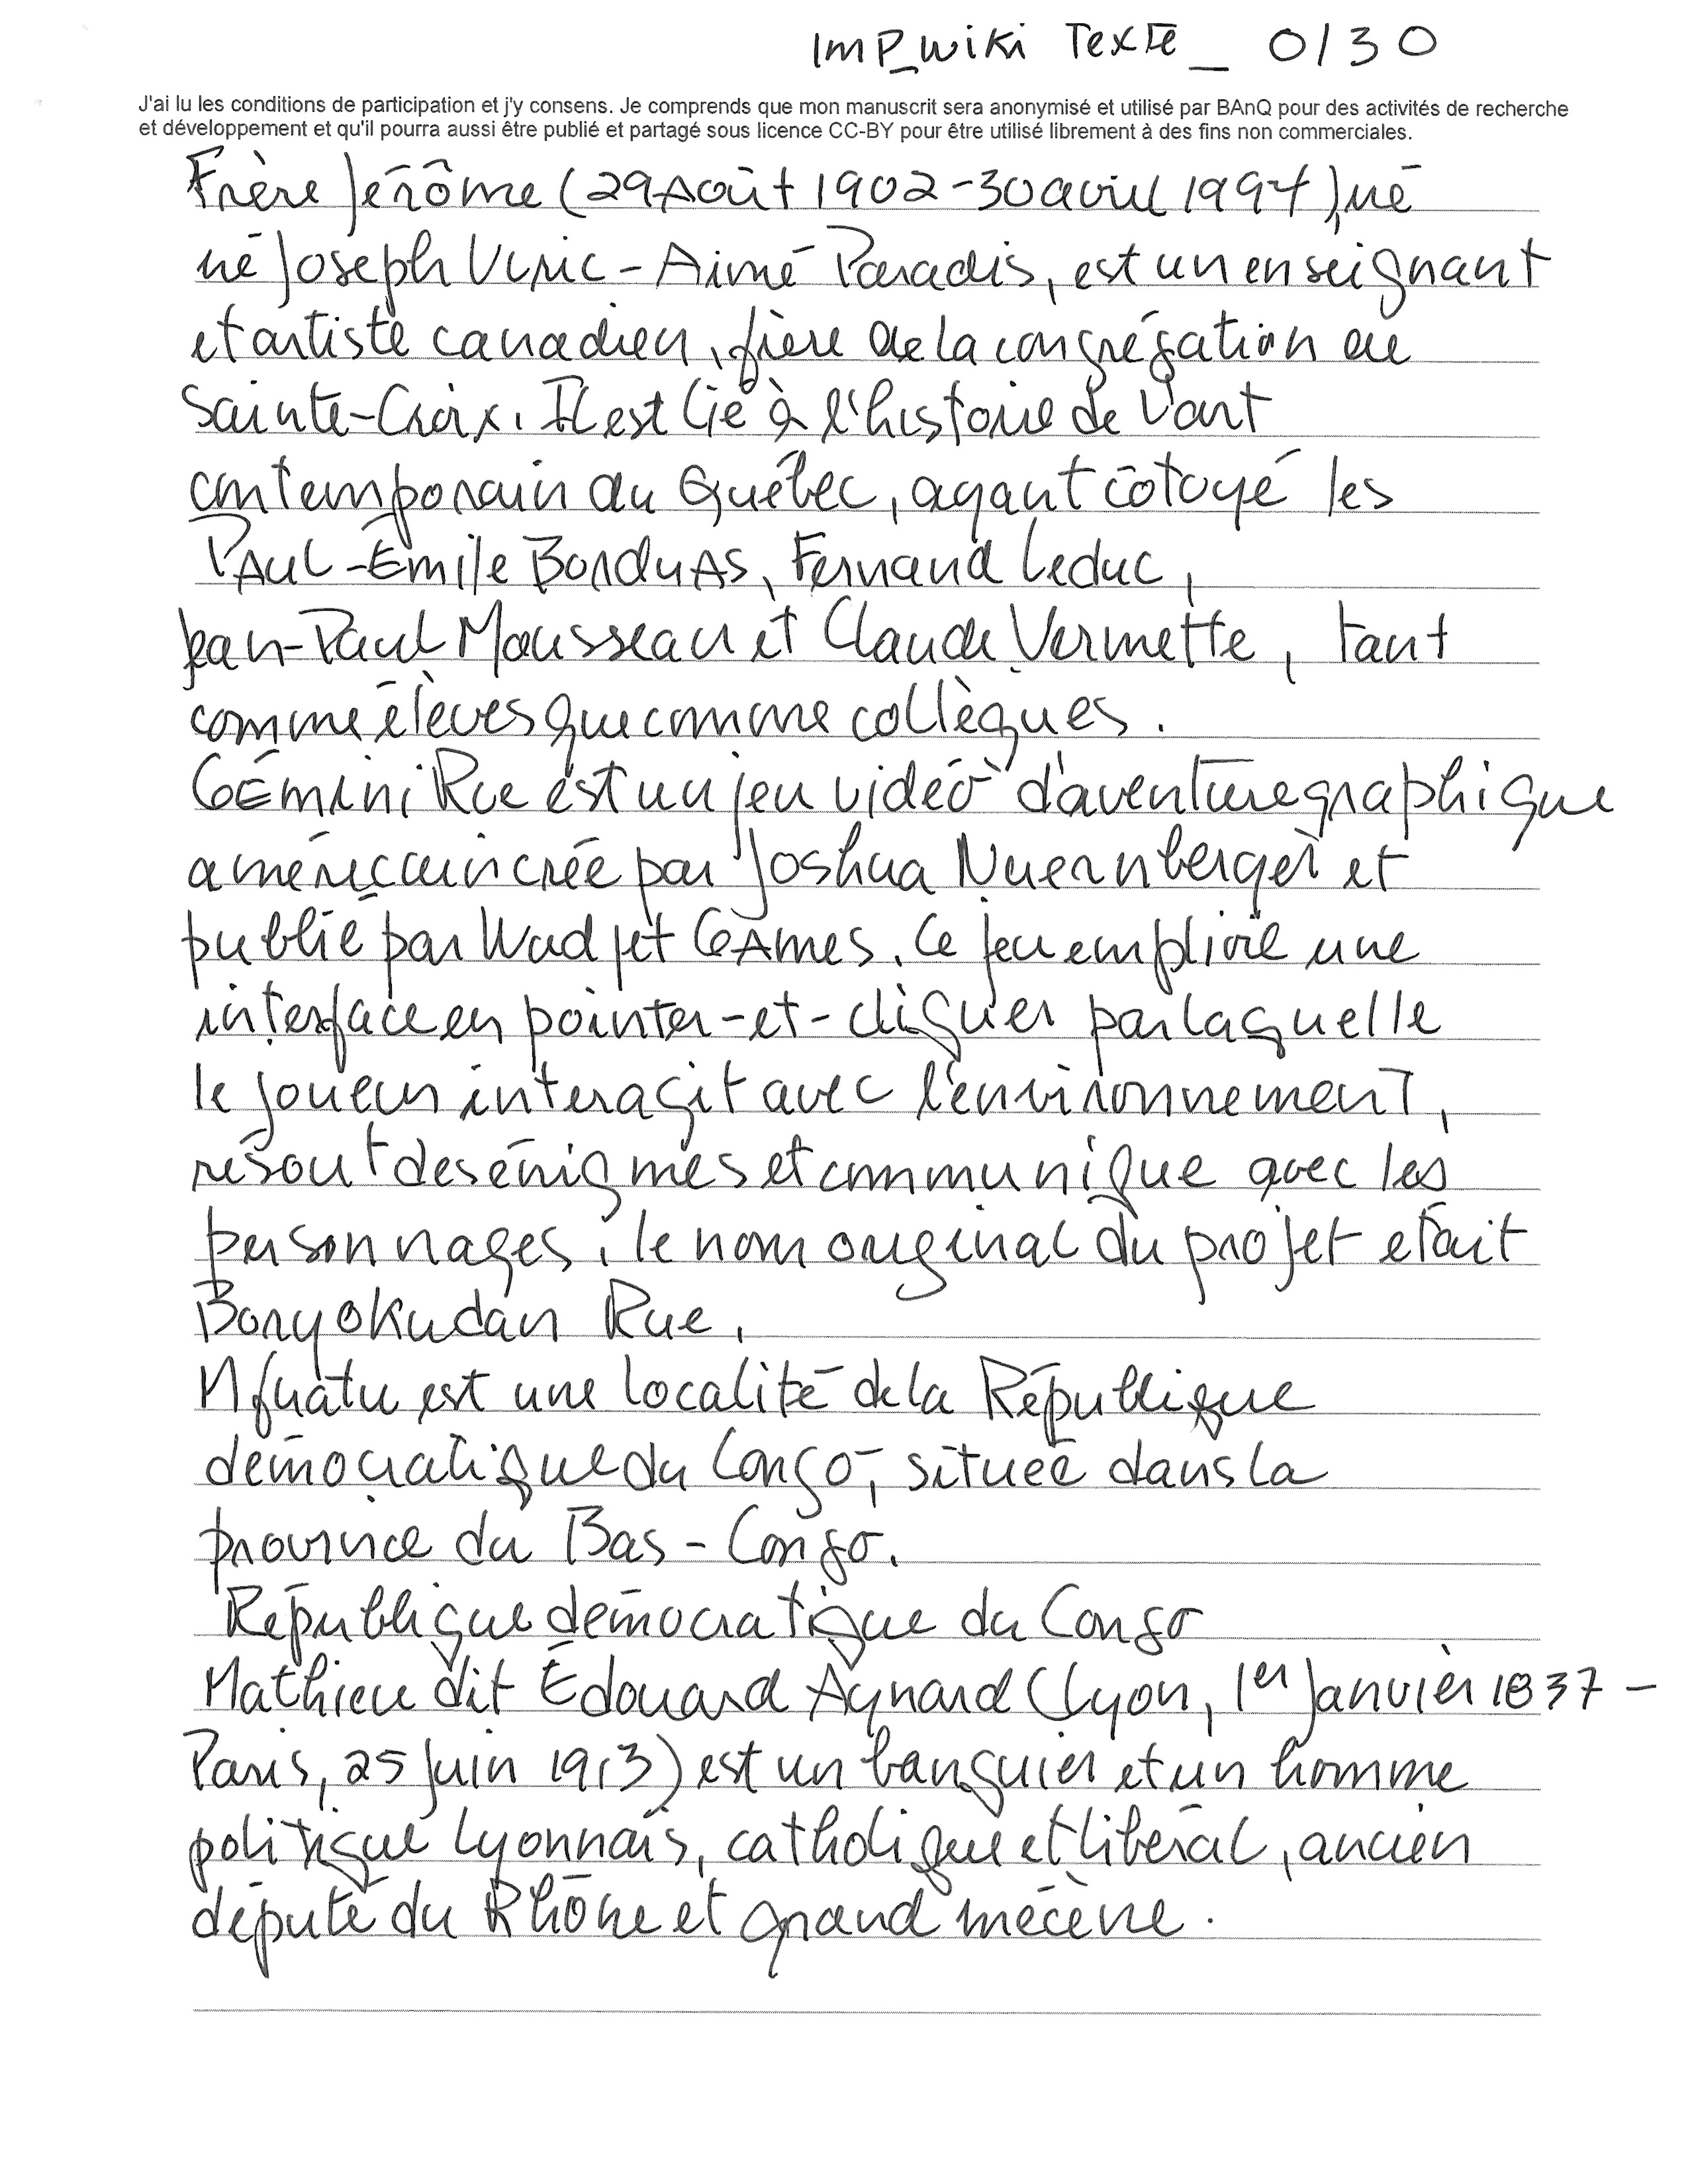 IMP_wiki Texte_ 0130
J'ai lu les conditions de participation et j'y consens. Je comprends que mon manuscrit sera anonymisé et utilisé par BAnQ pour des activités de recherche
et développement et qu'il pourra aussi être publié et partagé sous licence CC-BY pour être utilisé librement à des fins non commerciales.
Frère Jérôme (29 Août 1902-30 avril 1994), né
né Joseph Ulric-Aimé Paradis, est un enseignant
et artiste canadien, frère de la congrégation de
Sainte-Croix. Il est lié à l'histoire de l'art
contemporain du Québec, ayant côtoyé les
Paul-Émile Borduas, Fernand Leduc,
Jean-Paul Mousseau et Claude Vermette, tant
comme élèves que comme collègues.
Gémini Rue est un jeu vidéo d'aventure graphique
américain créé par Joshua Nuernberger et
publié par Wadjet Games. Ce jeu emploie une
interface en pointer-et-cliquer par laquelle
le joueur interagit avec l'environnement,
résout des énigmes et communique avec les
personnages. le nom original du projet etait
Boryokudan Rue.
Mfuatu est une localité de la République
démocratique du Congo, située dans la
province du Bas-Congo.
République démocratique du Congo
Mathieu dit Édouard Aynard (Lyon, 1er Janvier 1837 -
Paris, 25 juin 1913) est un banquier et un homme
politique lyonnais, catholique et libéral, ancien
député du Rhône et grand mécène.